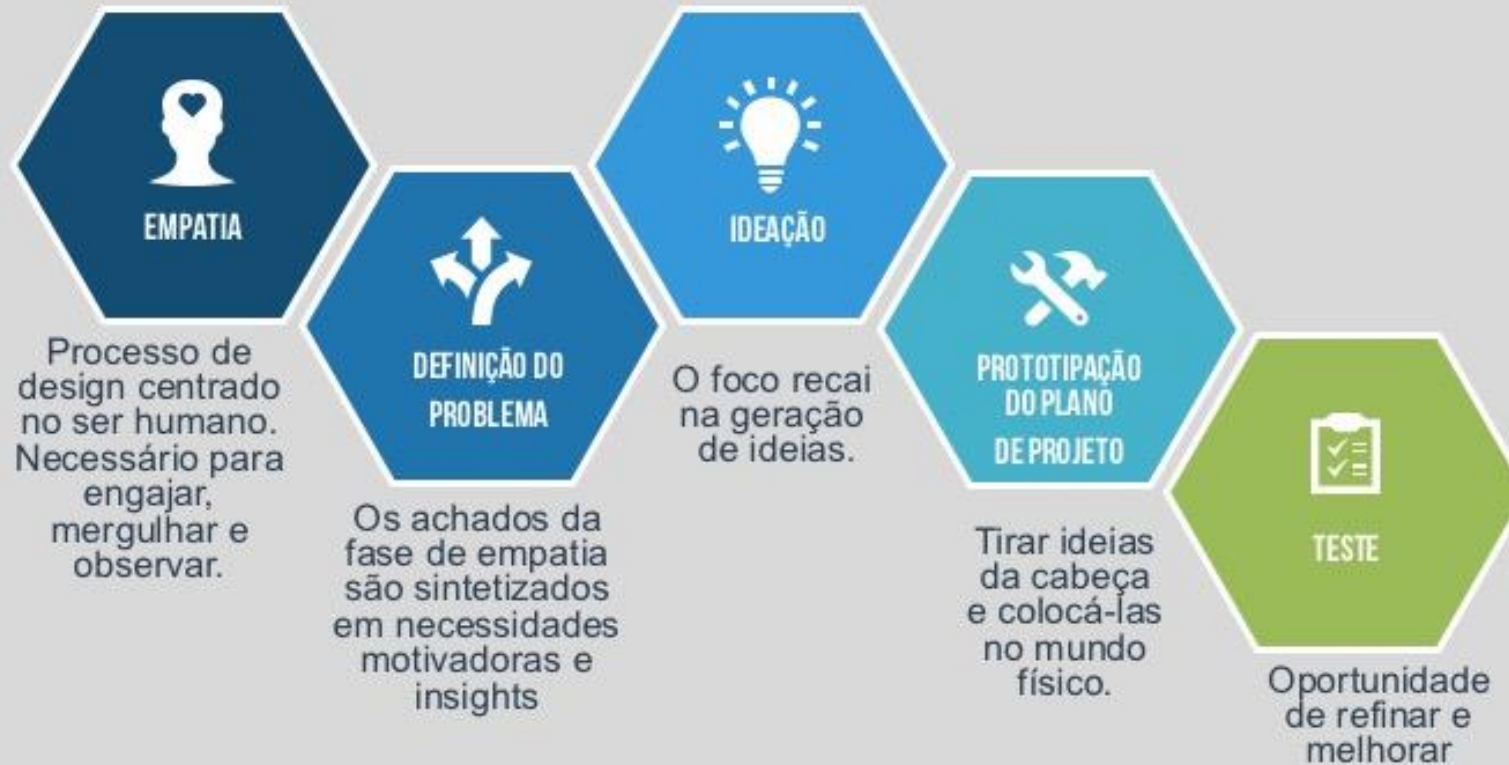 EMPATIA
Processo de
design centrado
no ser humano.
Necessário para
engajar,
mergulhar e
observar.
DEFINIÇÃO DO
PROBLEMA
Os achados da
fase de empatia
são sintetizados
em necessidades
motivadoras e
insights
IDEAÇÃO
O foco recai
na geração
de ideias.
PROTOTIPAÇÃO
DO PLANO
DE PROJETO
Tirar ideias
da cabeça
e colocá-las
no mundo
físico.
TESTE
Oportunidade
de refinar e
melhorar